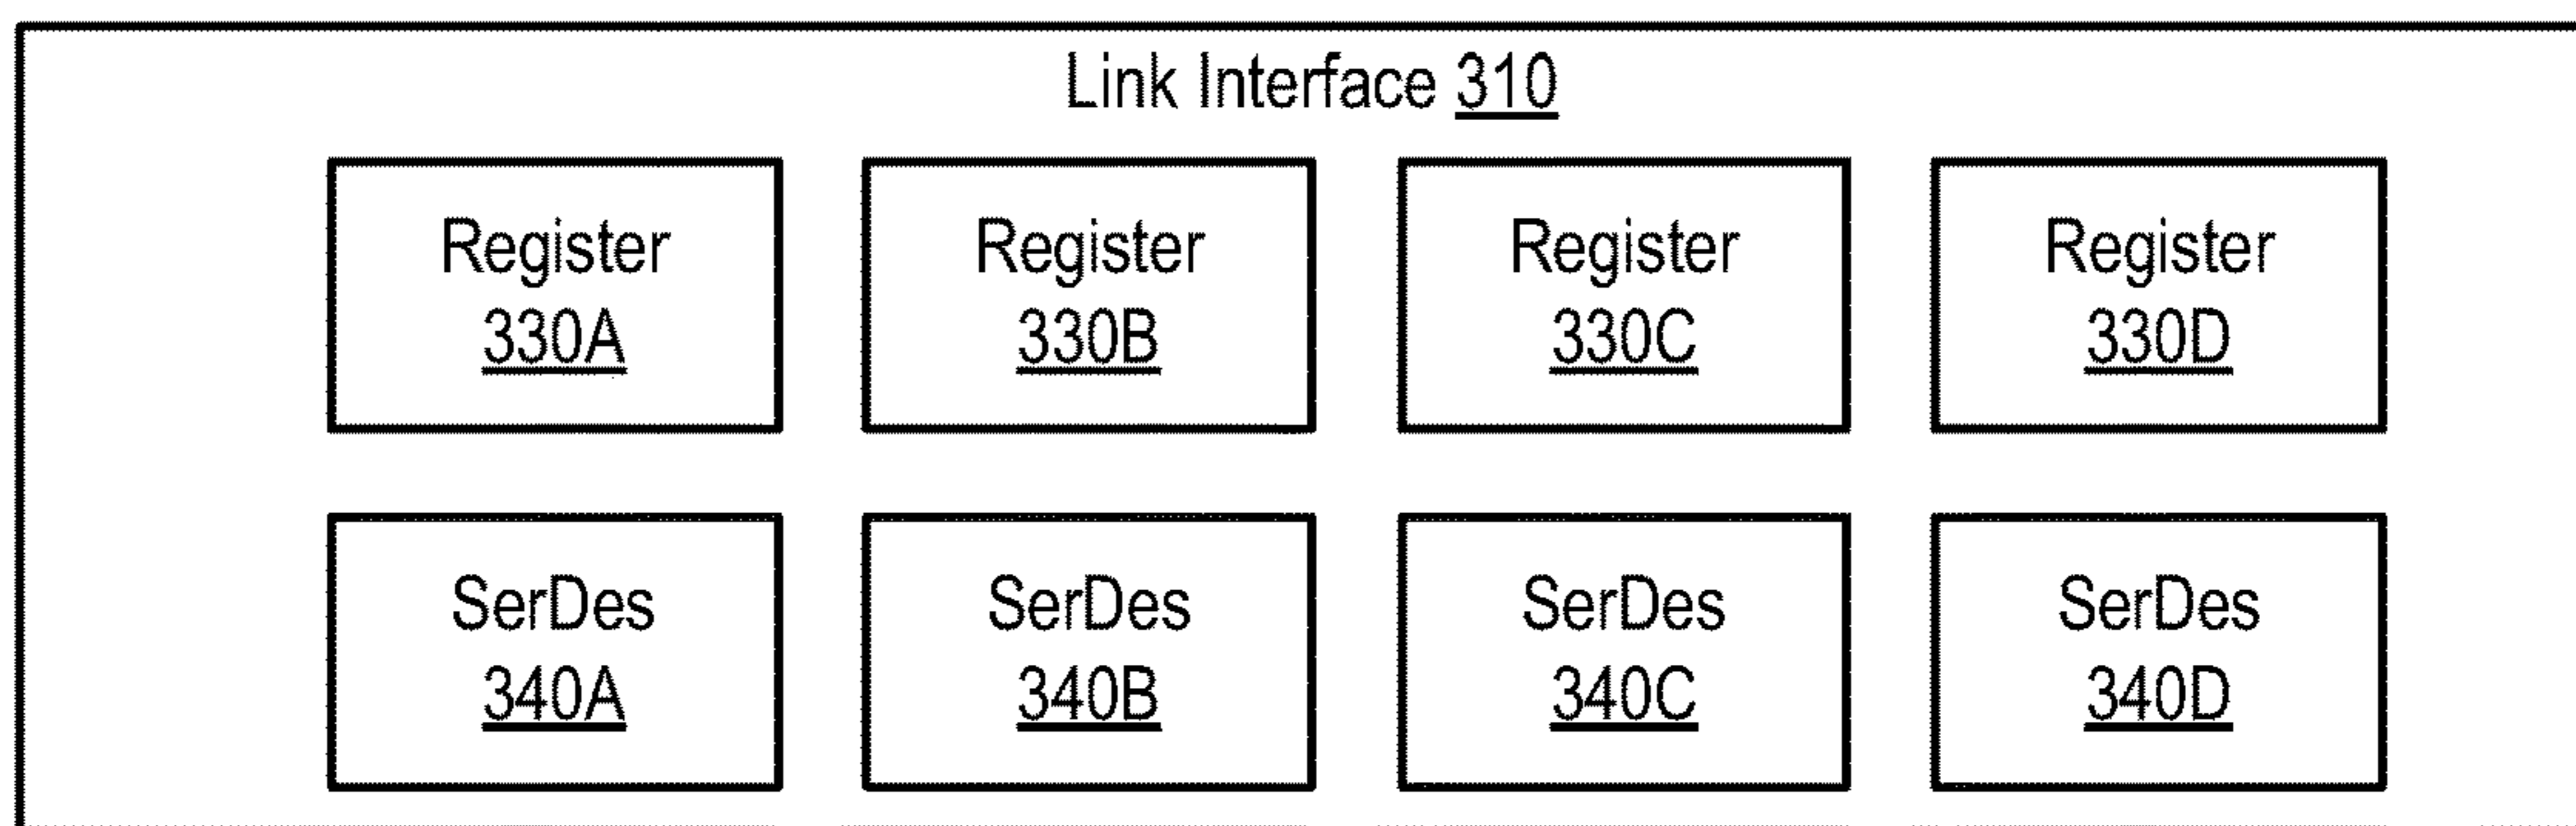 Link Interface 310
Register Register Register Register
330A 330B 330C 330D
SerDes SerDes SerDes SerDes
340A 340B 340C 340D